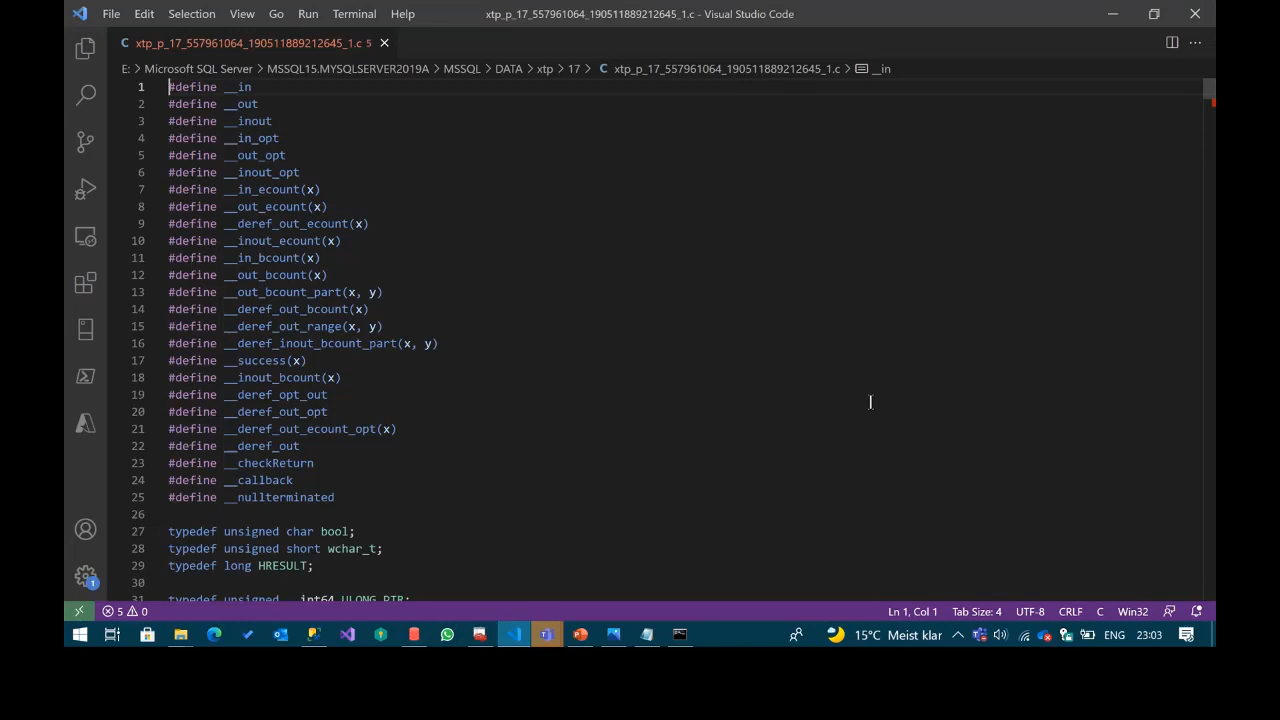 File Edit Selection View Go Run Terminal Help xtp_p_17_557961064_190511889212645_1.c - Visual Studio Code
C xtp_p_17_557961064_190511889212645_1.c 5
E: > Microsoft SQL Server > MSSQL15.MYSQLSERVER2019A > MSSQL > DATA > xtp > 17 > C xtp_p_17_557961064_190511889212645_1.c > __in
1 #define __in
2 #define __out
3 #define __inout
4 #define __in_opt
5 #define __out_opt
6 #define __inout_opt
7 #define __in_ecount(x)
8 #define __out_ecount(x)
9 #define __deref_out_ecount(x)
10 #define __inout_ecount(x)
11 #define __in_bcount(x)
12 #define __out_bcount(x)
13 #define __out_bcount_part(x, y)
14 #define __deref_out_bcount(x)
15 #define __deref_out_range(x, y)
16 #define __deref_inout_bcount_part(x, y)
17 #define __success(x)
18 #define __inout_bcount(x)
19 #define __deref_opt_out
20 #define __deref_out_opt
21 #define __deref_out_ecount_opt(x)
22 #define __deref_out
23 #define __checkReturn
24 #define __callback
25 #define __nullterminated
26
27 typedef unsigned char bool;
28 typedef unsigned short wchar_t;
29 typedef long HRESULT;
30
31 typedef unsigned __int64 ULONG_PTR;
5 0 Ln 1, Col 1 Tab Size: 4 UTF-8 CRLF C Win32
1
15°C Meist klar ENG 23:03